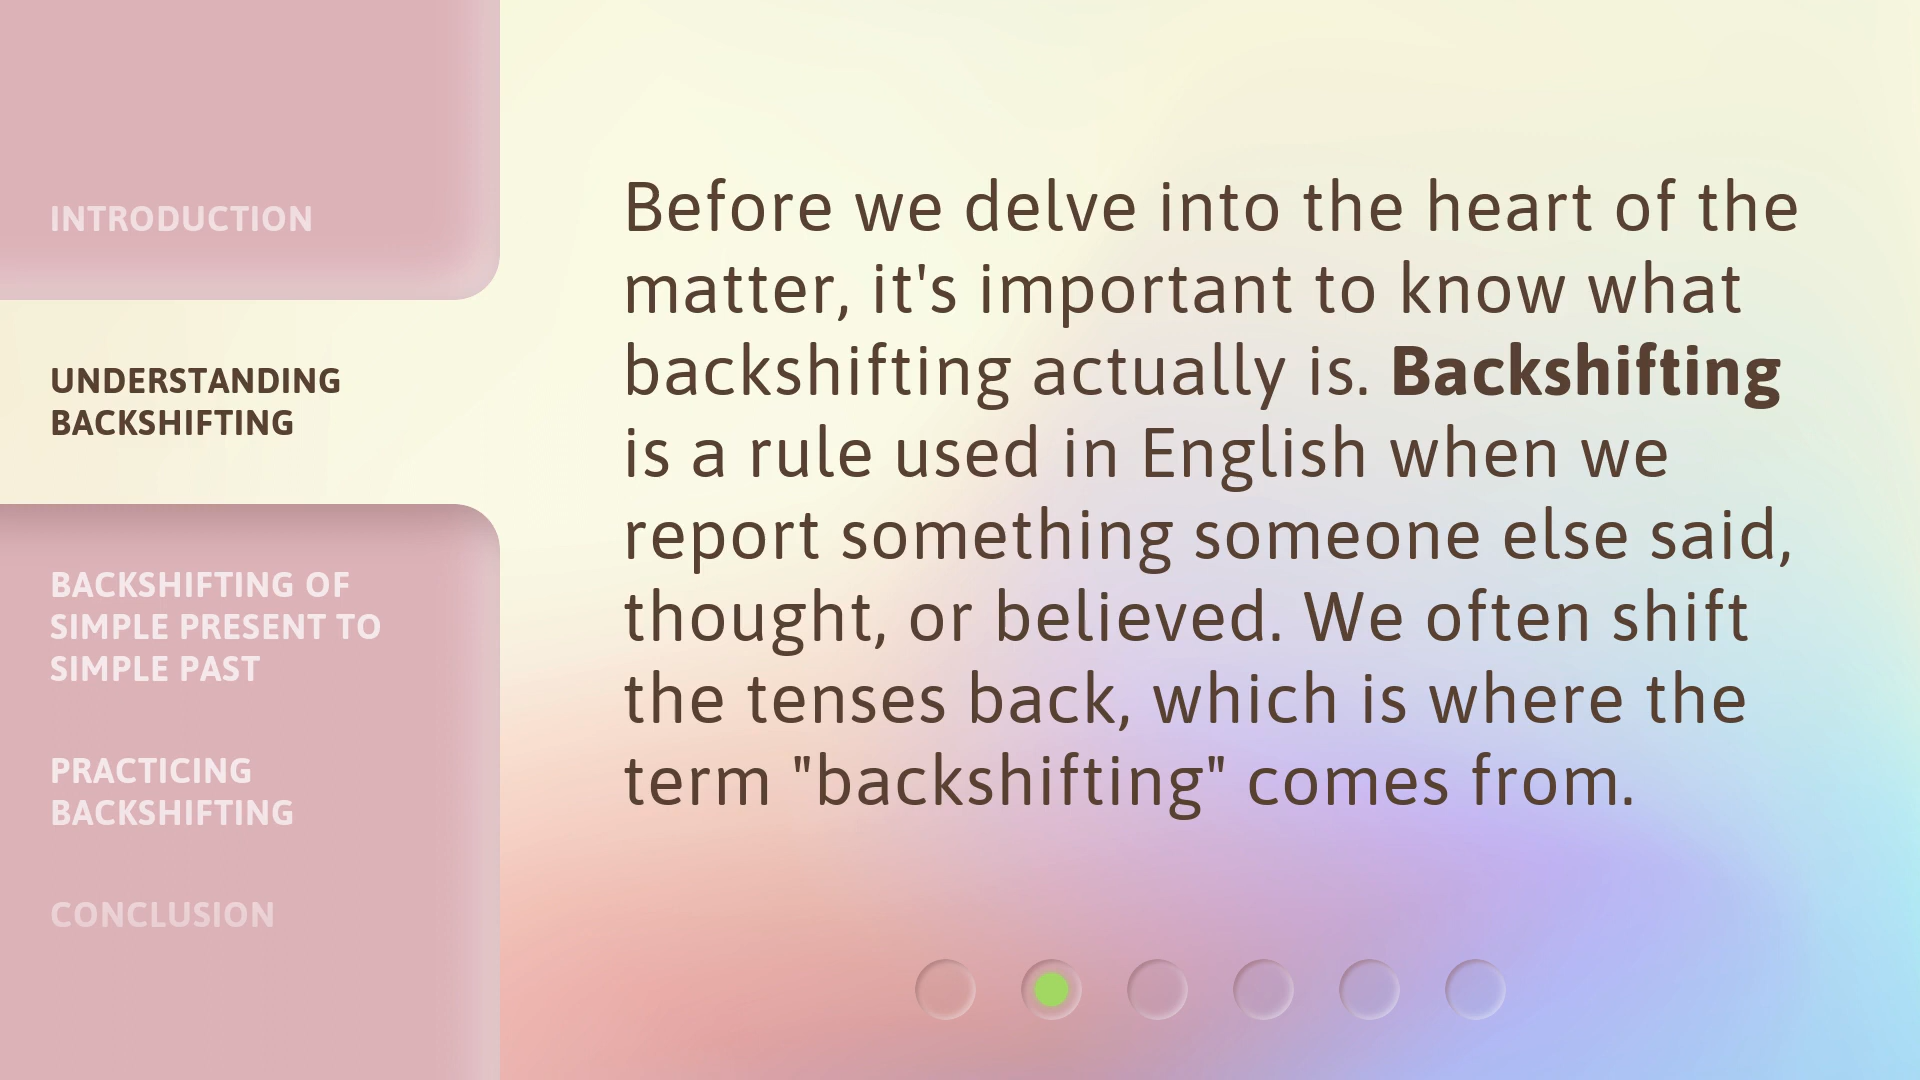 INTRODUCTION
UNDERSTANDING
BACKSHIFTING
BACKSHIFTING OF
SIMPLE PRESENT TO
SIMPLE PAST
PRACTICING
BACKSHIFTING
CONCLUSION
Before we delve into the heart of the
matter, it's important to know what
backshifting actually is. Backshifting
is a rule used in English when we
report something someone else said,
thought, or believed. We often shift
the tenses back, which is where the
term "backshifting" comes from.